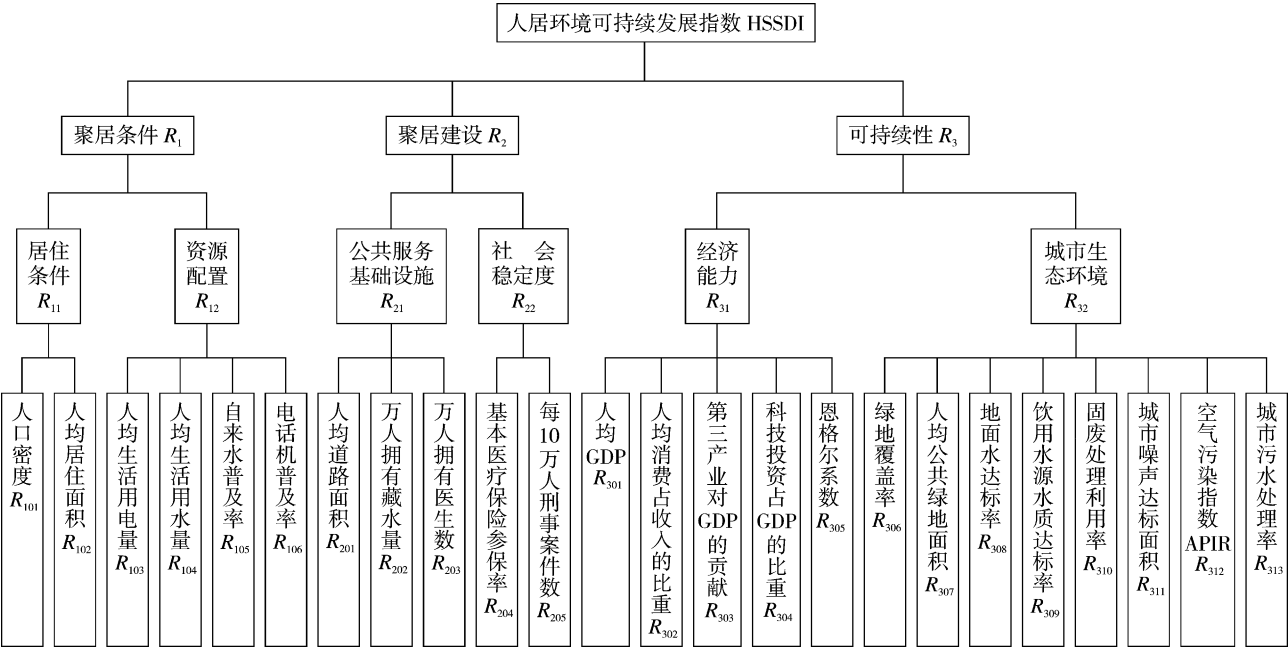 人居环境可持续发展指数 HSSDI
聚居条件 R1
聚居建设 R2
可持续性 R3
居住
条件
R11
资源
配置
R12
公共服务
基础设施
R21
社 会
稳定度
R22
经济
能力
R31
城市生
态环境
R32
人口密度 R101
人均居住面积 R102
人均生活用电量 R103
人均生活用水量 R104
自来水普及率 R105
电话机普及率 R106
人均道路面积 R201
万人拥有藏水量 R202
万人拥有医生数 R203
基本医疗保险参保率 R204
每10万人刑事案件数 R205
人均GDP R301
人均消费占收入的比重 R302
第三产业对GDP的贡献 R303
科技投资占GDP的比重 R304
恩格尔系数 R305
绿地覆盖率 R306
人均公共绿地面积 R307
地面水达标率 R308
饮用水源水质达标率 R309
固废处理利用率 R310
城市噪声达标面积 R311
空气污染指数APIR R312
城市污水处理率 R313